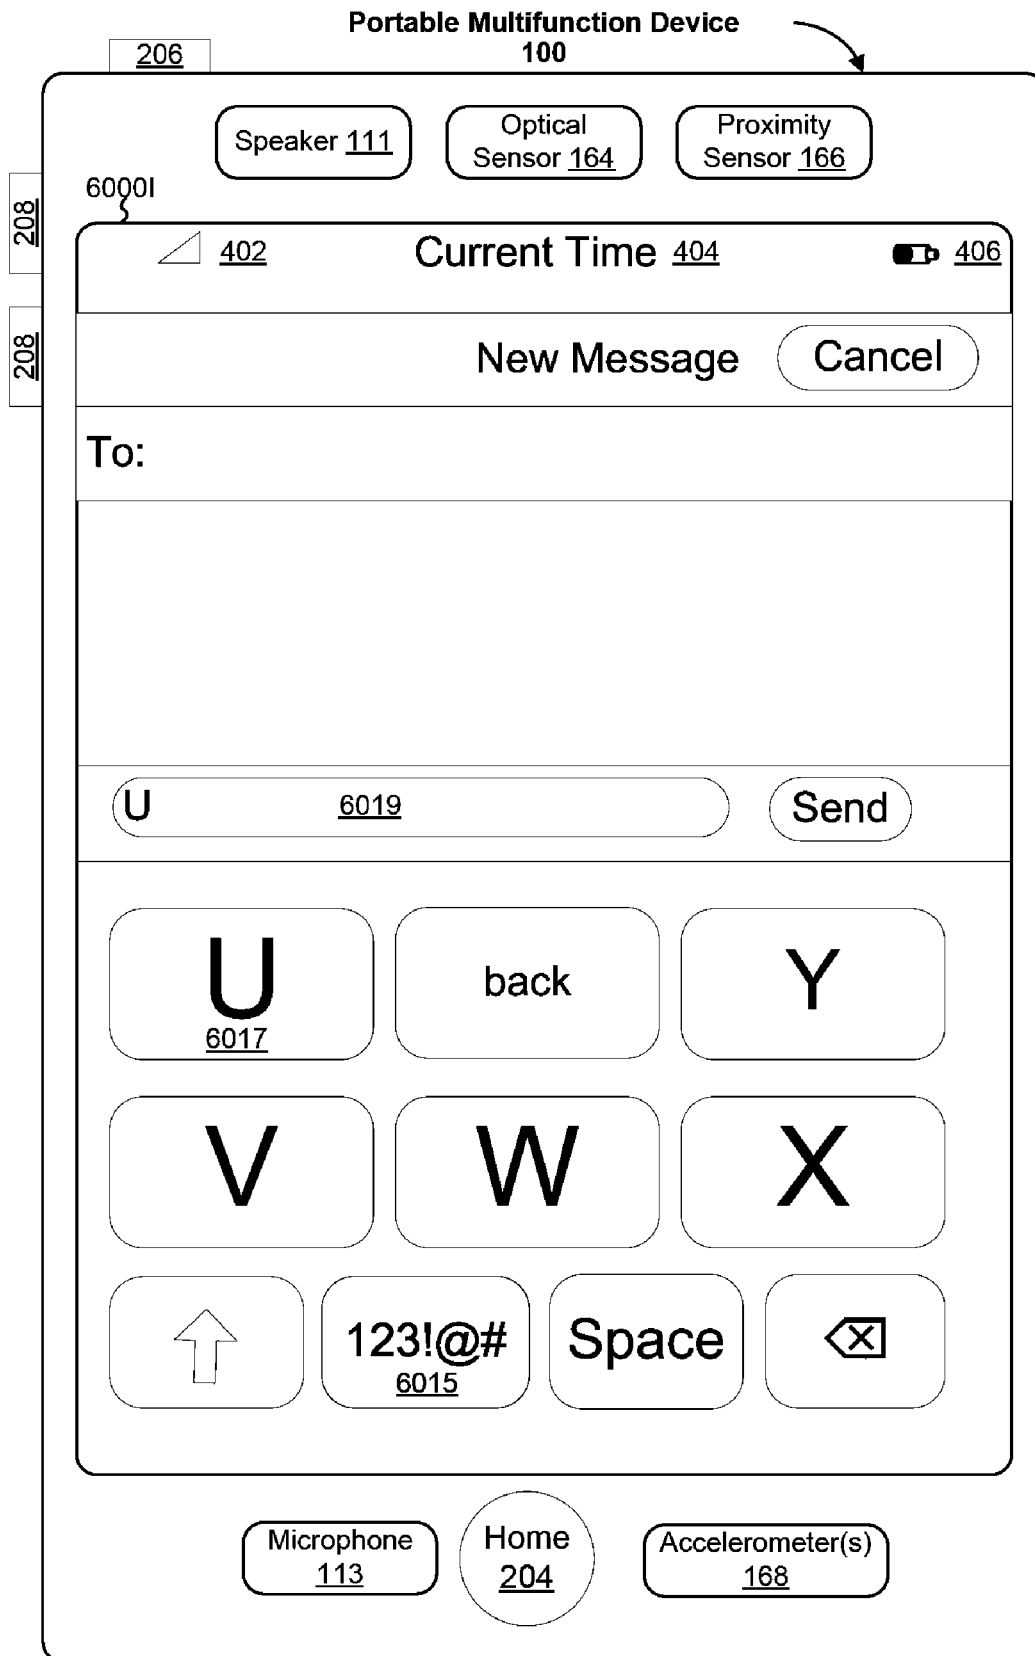 Portable Multifunction Device
100
206
Speaker 111
Optical
Sensor 164
Proximity
Sensor 166
6000I
208
402
Current Time 404
406
208
New Message
Cancel
To:
U
6019
Send
U
6017
back
Y
V
W
X
123!@#
6015
Space
Microphone
113
Home
204
Accelerometer(s)
168